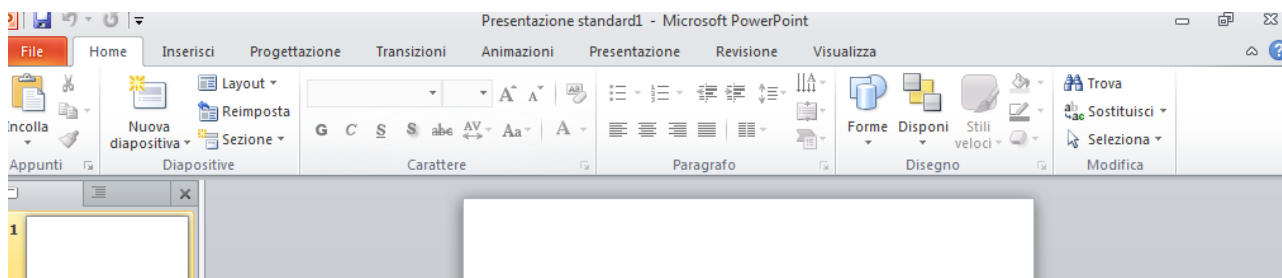 Presentazione standard1 - Microsoft PowerPoint
File Home Inserisci Progettazione Transizioni Animazioni Presentazione Revisione Visualizza
Layout
Reimposta
Sezione
Incolla
Nuova
diapositiva
G C S S abc AV Aa A
Forme Disponi Stili
veloci
Trova
Sostituisci
Seleziona
Appunti Diapositive Carattere Paragrafo Disegno Modifica
1